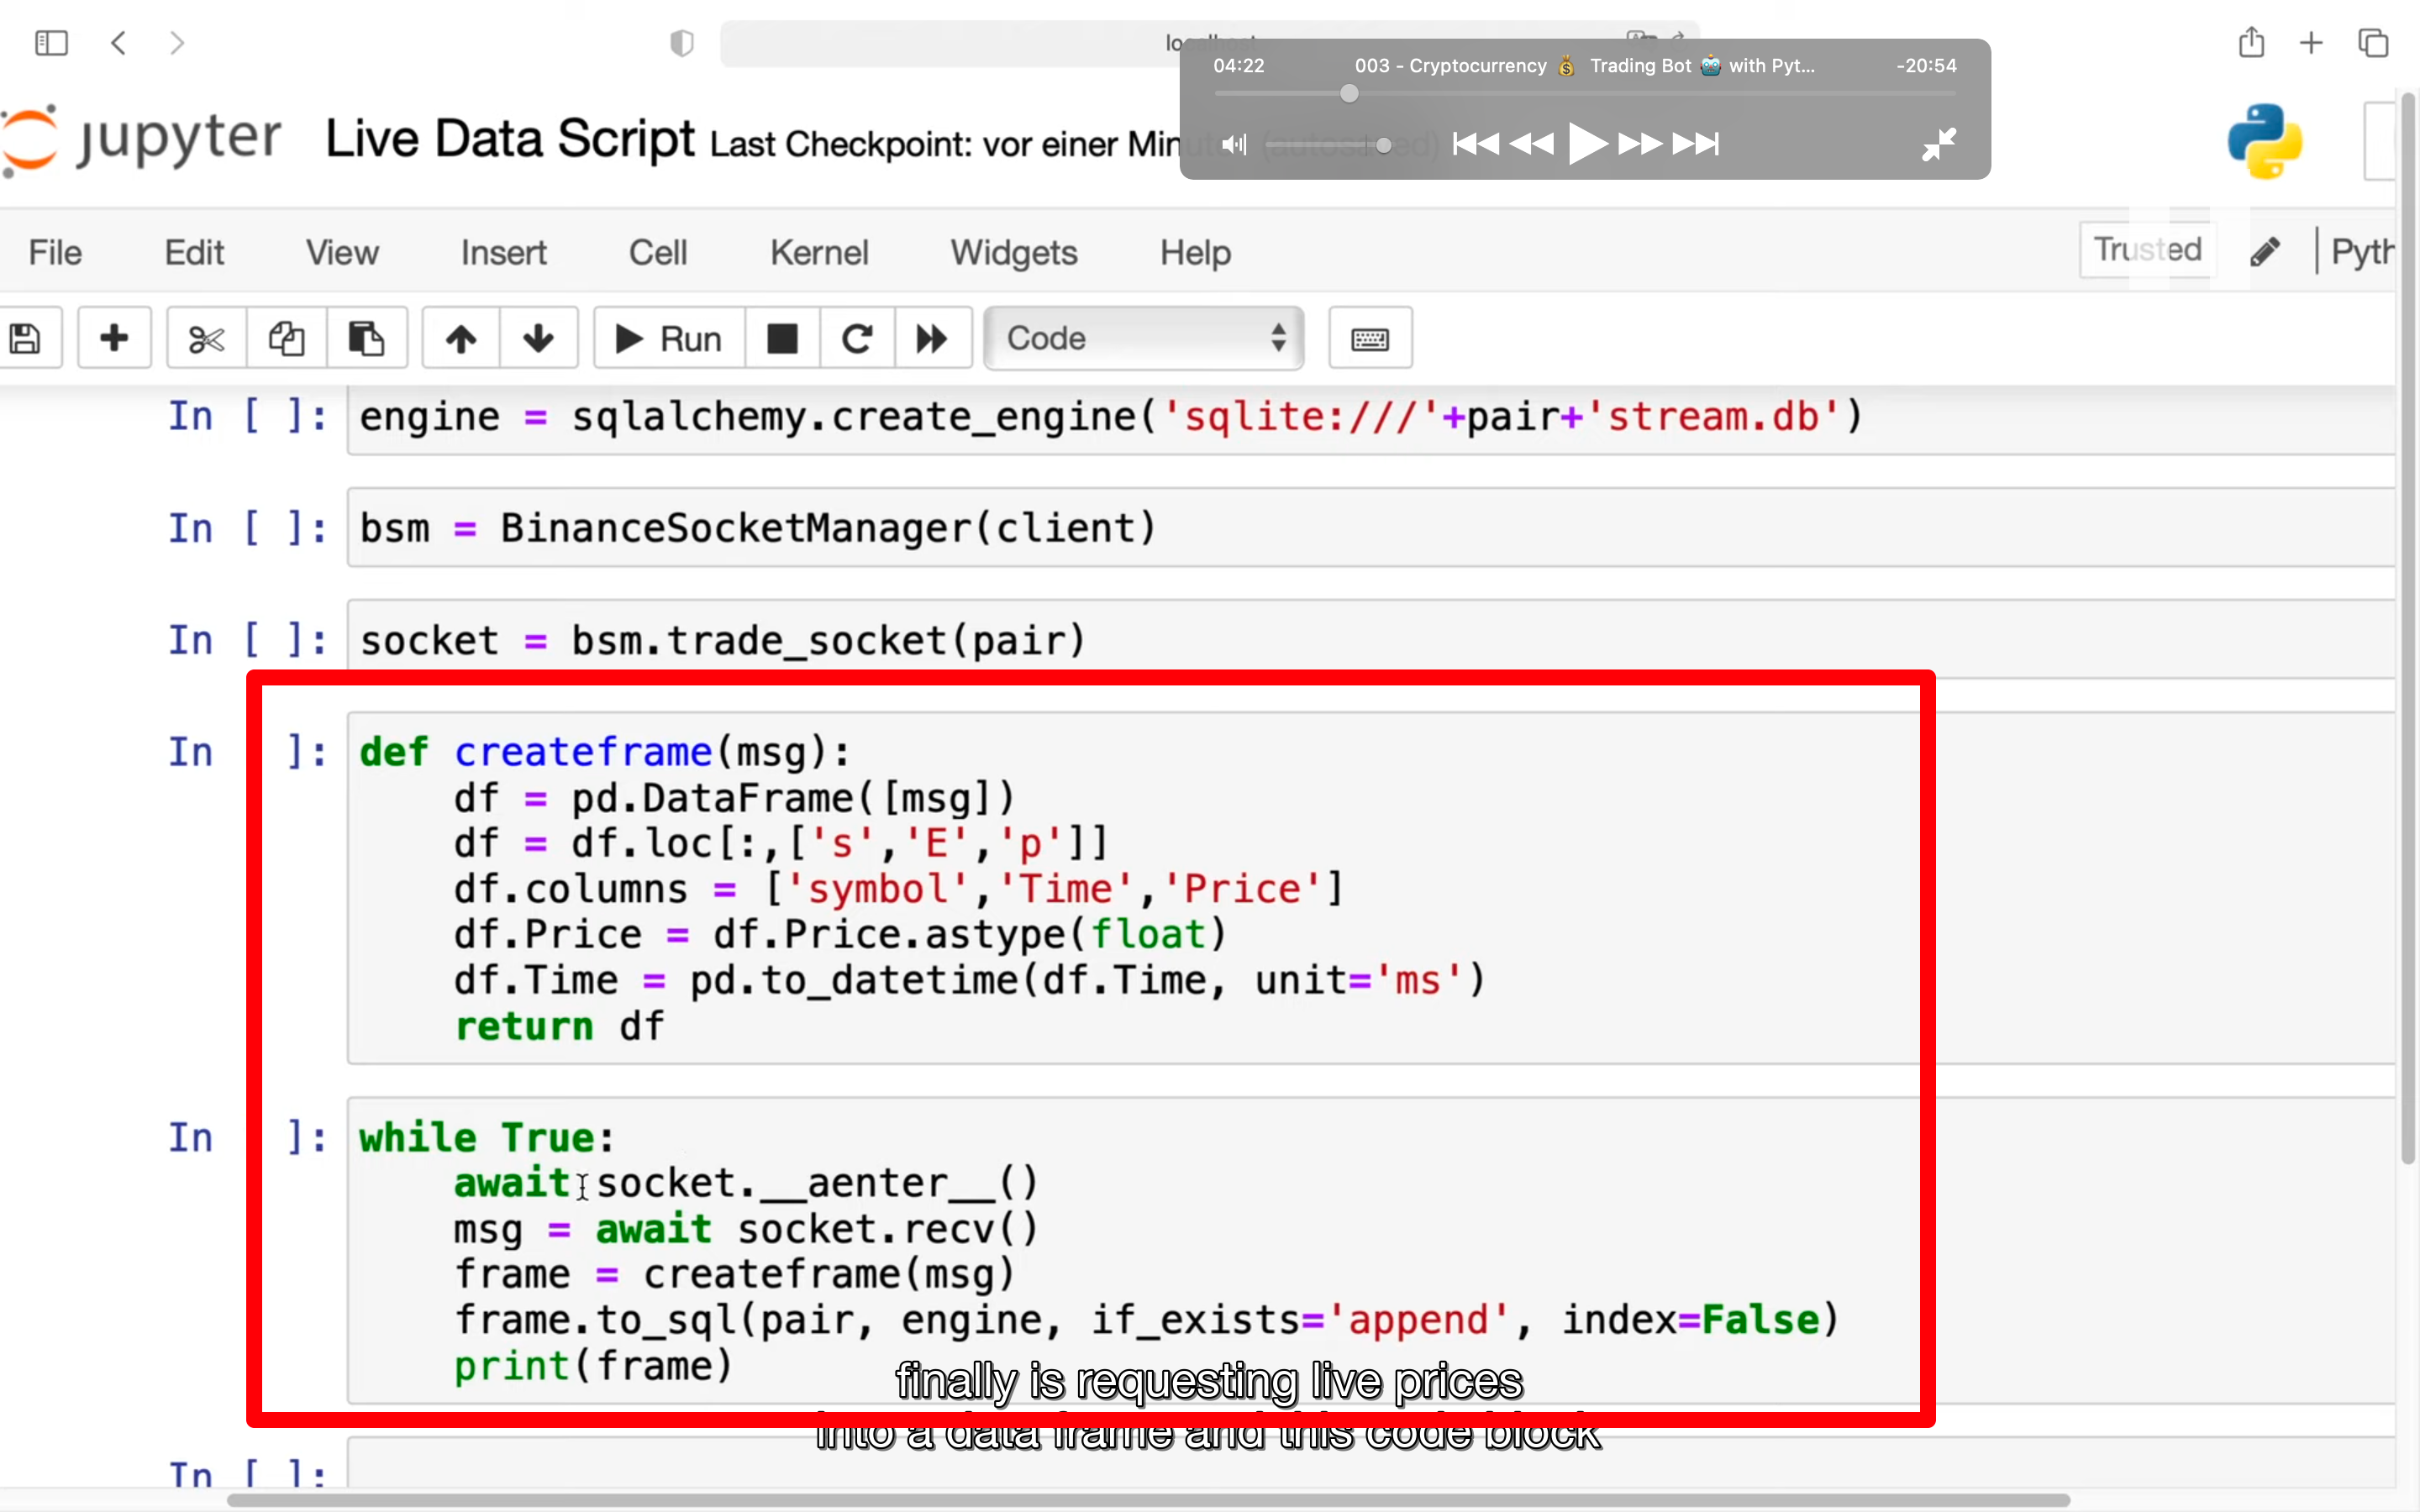 localhost
04:22 003 - Cryptocurrency 💰 Trading Bot 🤖 with Pyt... -20:54
jupyter Live Data Script Last Checkpoint: vor einer Minute (autosaved)
File Edit View Insert Cell Kernel Widgets Help Trusted Pyth
Run Code
In [ ]: engine = sqlalchemy.create_engine('sqlite:///'+pair+'stream.db')
In [ ]: bsm = BinanceSocketManager(client)
In [ ]: socket = bsm.trade_socket(pair)
In ]: def createframe(msg):
    df = pd.DataFrame([msg])
    df = df.loc[:,['s','E','p']]
    df.columns = ['symbol','Time','Price']
    df.Price = df.Price.astype(float)
    df.Time = pd.to_datetime(df.Time, unit='ms')
    return df
In ]: while True:
    await socket.__aenter__()
    msg = await socket.recv()
    frame = createframe(msg)
    frame.to_sql(pair, engine, if_exists='append', index=False)
    print(frame)
finally is requesting live prices
into a data frame and this code block
In [ ]: